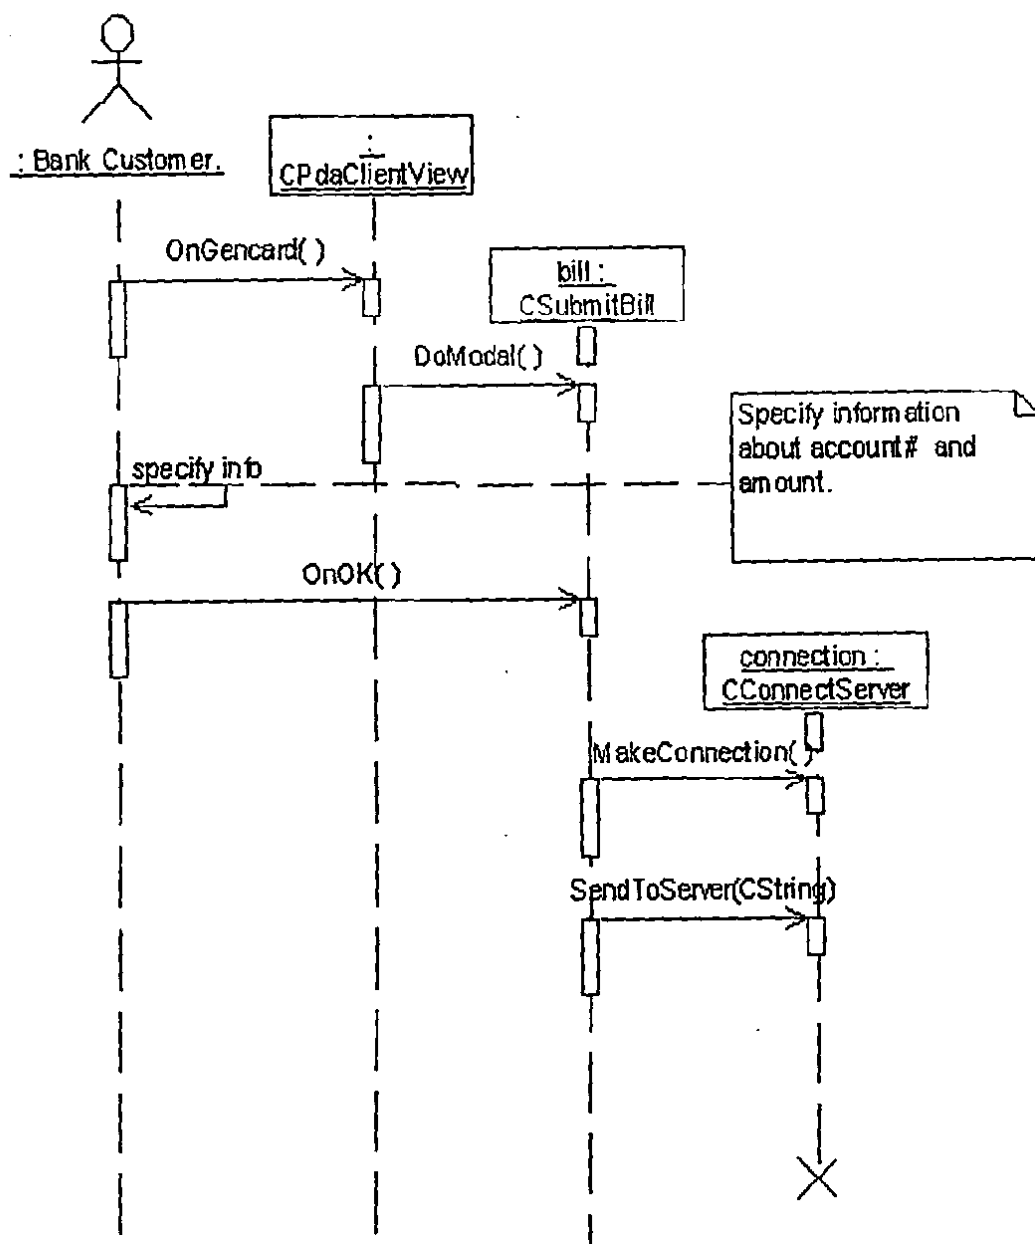 : Bank Customer.
:
CPdaClientView
OnGencard( )
bill :
CSubmitBill
DoModal( )
Specify information
about account# and
amount.
specify info
OnOK( )
connection :
CConnectServer
MakeConnection( )
SendToServer(CString)